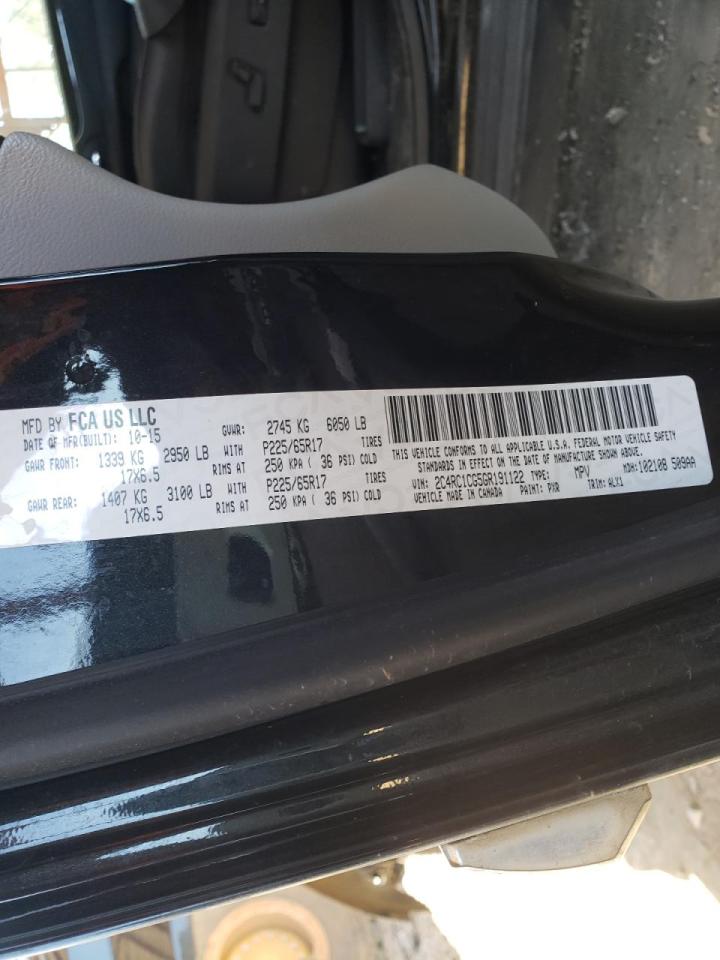 MFD BY FCA US LLC
DATE OF MFR(BUILT): 10-15
GVWR: 2745 KG 6050 LB
GAWR FRONT: 1339 KG 2950 LB WITH P225/65R17 TIRES
17X6.5 RIMS AT 250 KPA ( 36 PSI) COLD
GAWR REAR: 1407 KG 3100 LB WITH P225/65R17 TIRES
17X6.5 RIMS AT 250 KPA ( 36 PSI) COLD
THIS VEHICLE CONFORMS TO ALL APPLICABLE U.S.A. FEDERAL MOTOR VEHICLE SAFETY
STANDARDS IN EFFECT ON THE DATE OF MANUFACTURE SHOWN ABOVE.
VIN: 2C4RC1CG5GR191122 TYPE: MPV MDH: 102108 509AA
VEHICLE MADE IN CANADA PAINT: PXR TRIM: ALX1